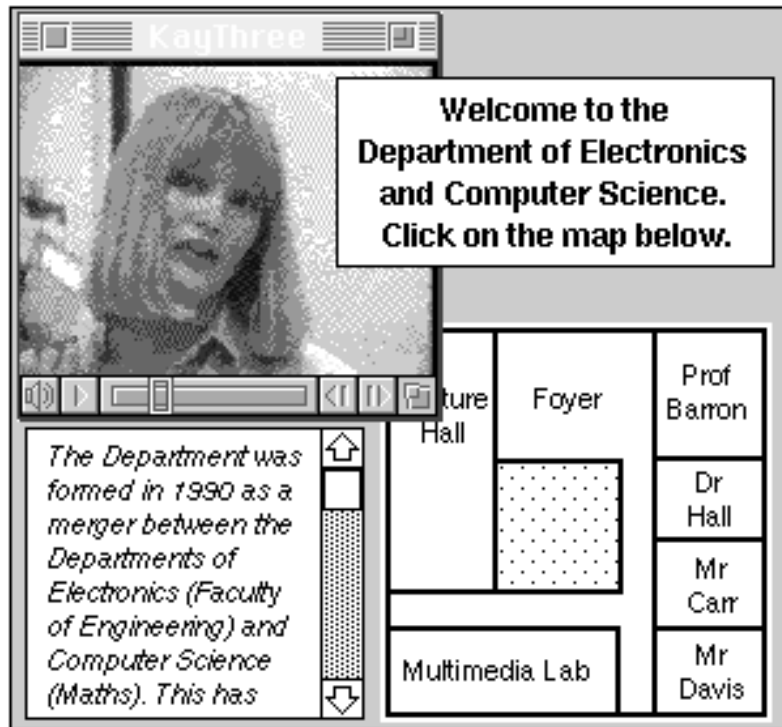 KayThree
Welcome to the
Department of Electronics
and Computer Science.
Click on the map below.
The Department was
formed in 1990 as a
merger between the
Departments of
Electronics (Faculty
of Engineering) and
Computer Science
(Maths). This has
ture
Hall
Foyer
Prof
Barron
Dr
Hall
Mr
Carr
Mr
Davis
Multimedia Lab